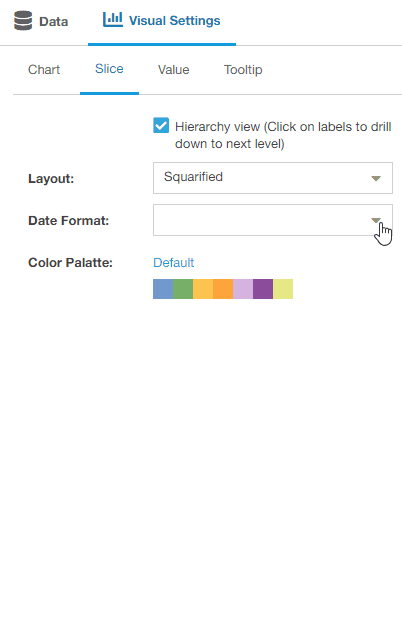 Data Visual Settings
Chart Slice Value Tooltip
Hierarchy view (Click on labels to drill
down to next level)
Layout: Squarified
Date Format:
Color Palatte: Default